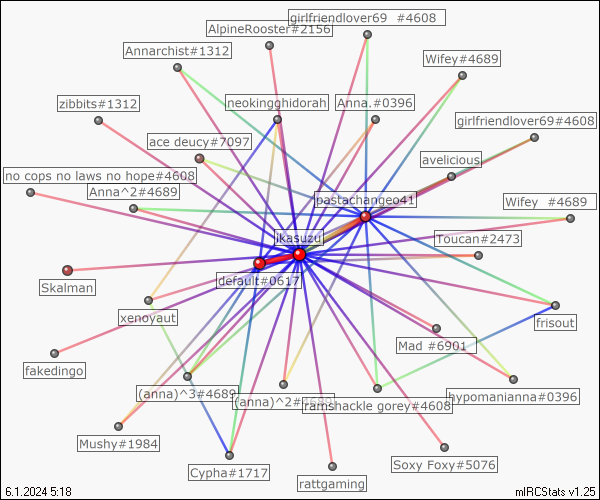 girlfriendlover69  #4608
AlpineRooster#2156
Annarchist#1312
Wifey#4689
zibbits#1312
neokingghidorah
Anna.#0396
girlfriendlover69#4608
ace deucy#7097
avelicious
no cops no laws no hope#4608
Anna^2#4689
pastachangeo41
Wifey  #4689
ikasuzu
Toucan#2473
default#0617
Skalman
xenoyaut
frisout
Mad #6901
fakedingo
(anna)^3#4689
(anna)^2#4689
ramshackle gorey#4608
hypomanianna#0396
Mushy#1984
Cypha#1717
Soxy Foxy#5076
rattgaming
6.1.2024 5:18
mIRCStats v1.25